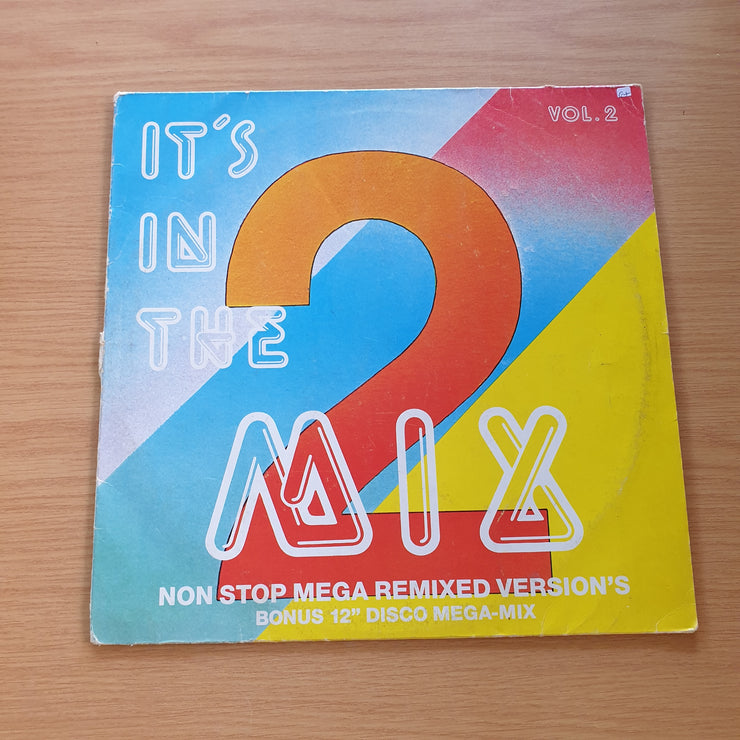 VOL. 2
IT'S
IN
THE
2
MIX
NON STOP MEGA REMIXED VERSION'S
BONUS 12" DISCO MEGA-MIX